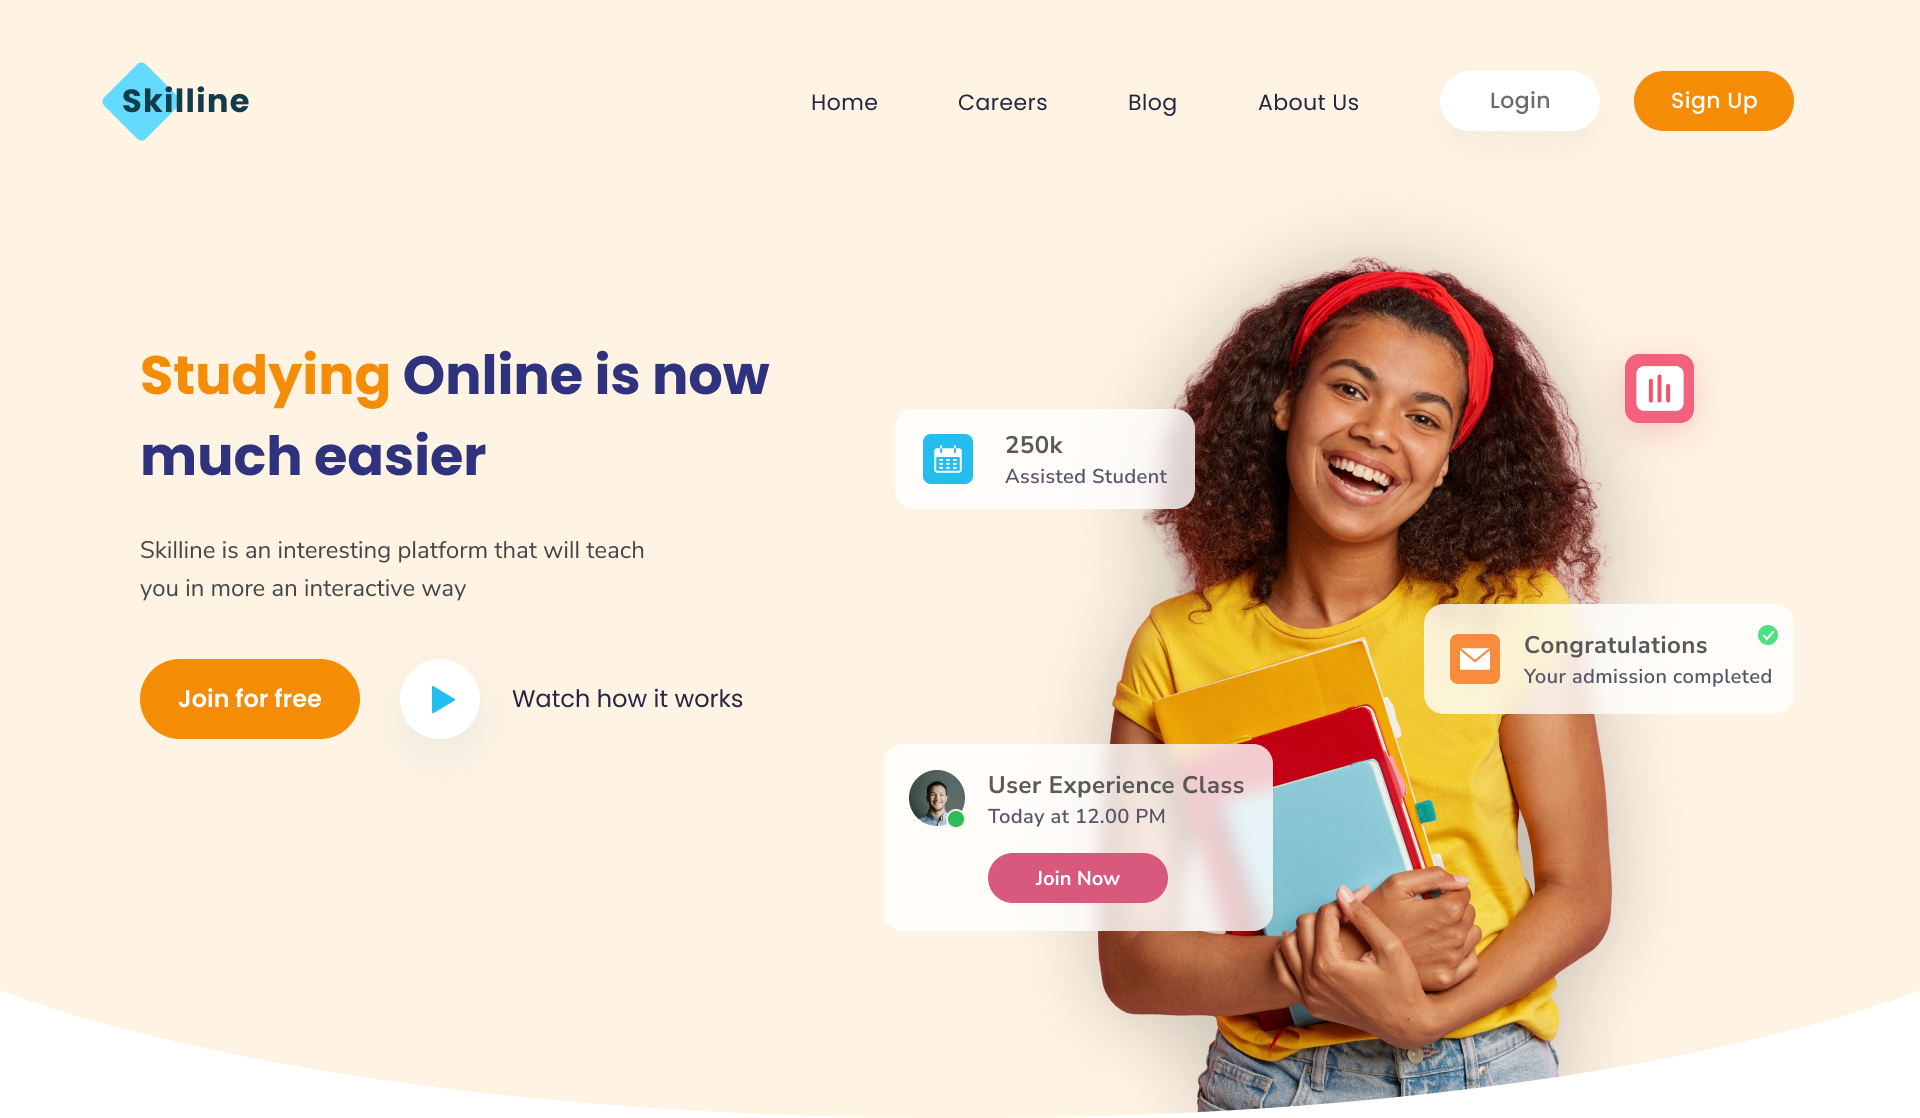 Skilline
Home
Careers
Blog
About Us
Login
Sign Up
Studying Online is now
much easier
Skilline is an interesting platform that will teach
you in more an interactive way
Join for free
Watch how it works
250k
Assisted Student
Congratulations
Your admission completed
User Experience Class
Today at 12.00 PM
Join Now